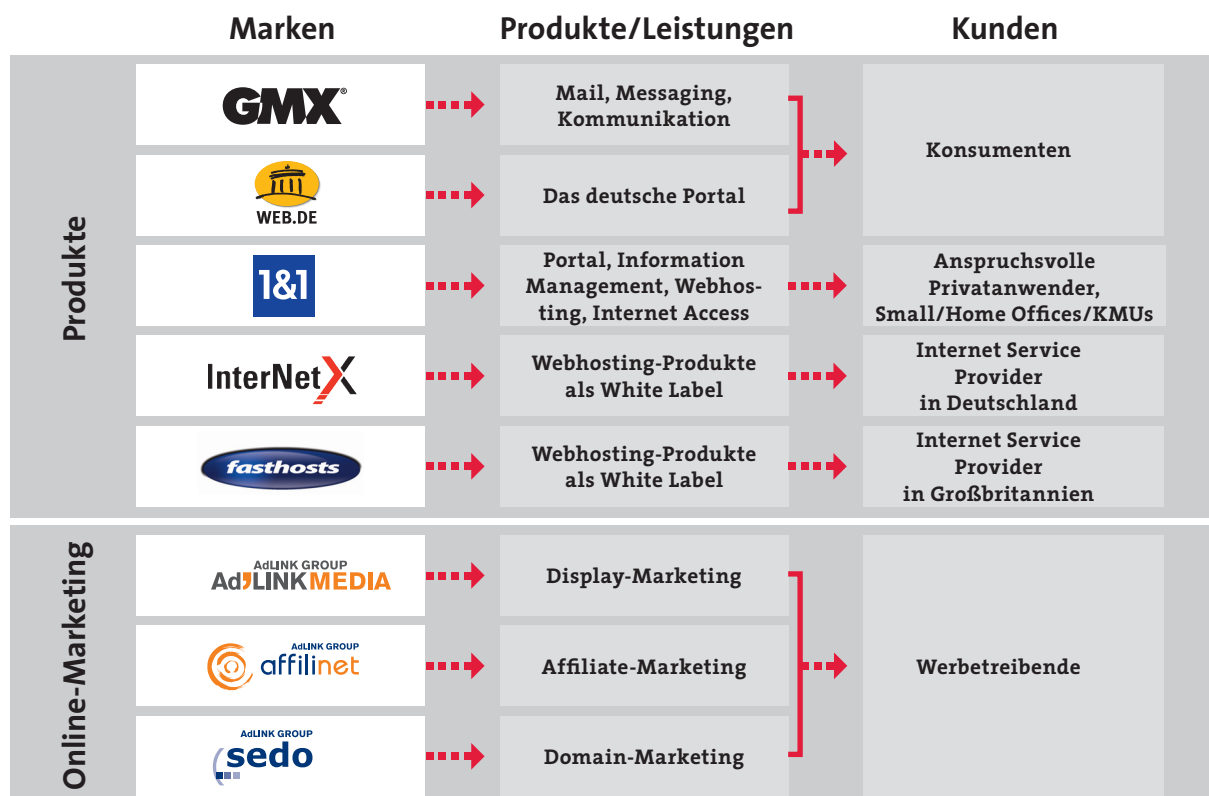 Marken
Produkte/Leistungen
Kunden
Produkte
GMX®
Mail, Messaging,
Kommunikation
WEB.DE
Das deutsche Portal
Konsumenten
1&1
Portal, Information
Management, Webhos-
ting, Internet Access
Anspruchsvolle
Privatanwender,
Small/Home Offices/KMUs
InterNetX
Webhosting-Produkte
als White Label
Internet Service
Provider
in Deutschland
fasthosts
Webhosting-Produkte
als White Label
Internet Service
Provider
in Großbritannien
Online-Marketing
AdLINK GROUP
Ad'LINKMEDIA
Display-Marketing
AdLINK GROUP
affilinet
Affiliate-Marketing
Werbetreibende
AdLINK GROUP
sedo
Domain-Marketing